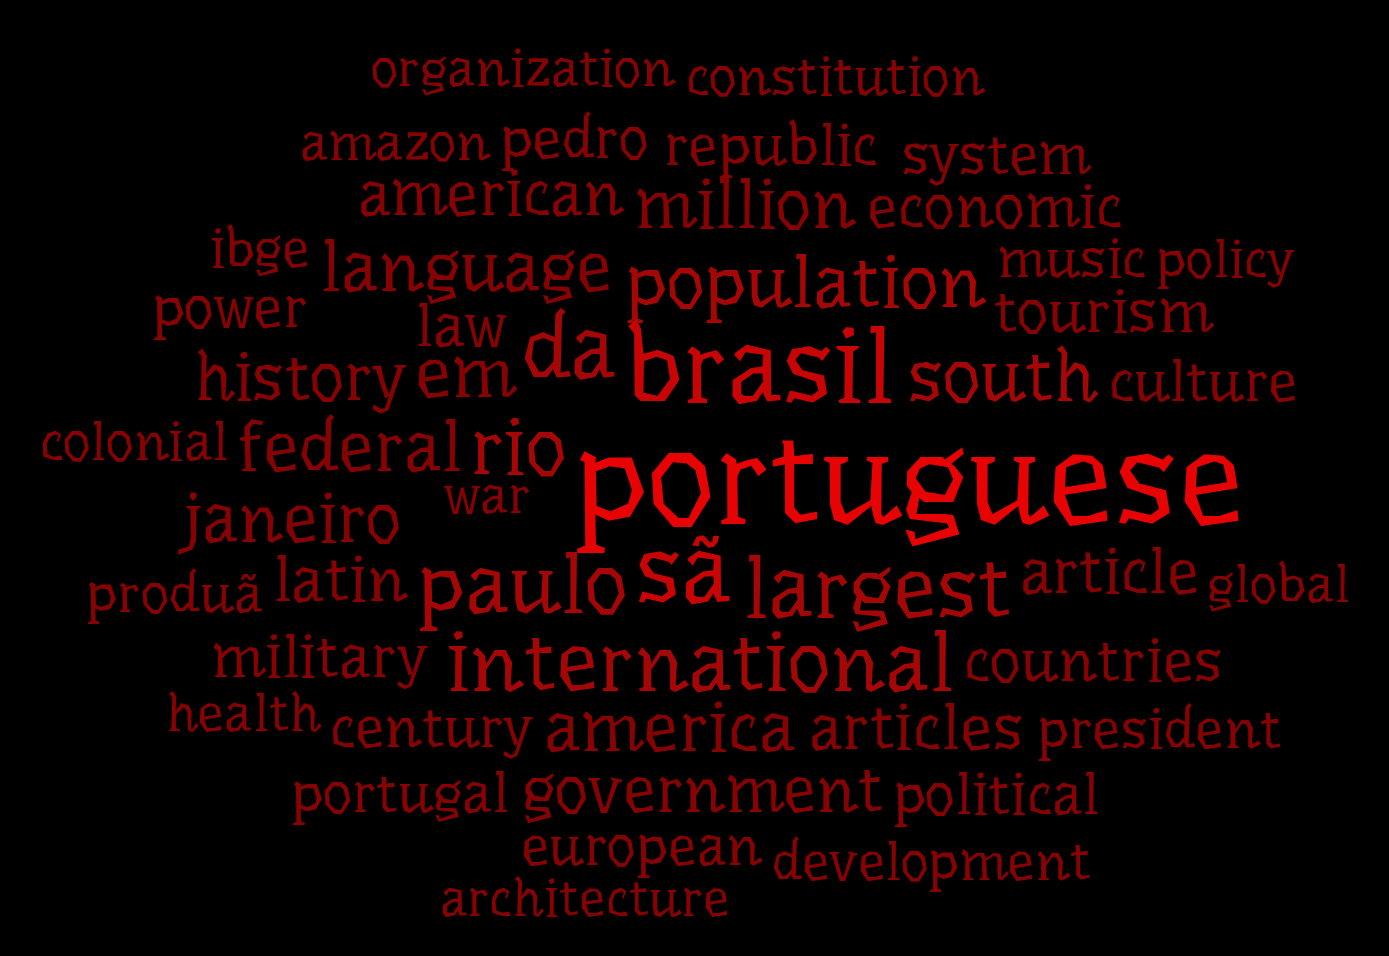 organization constitution
amazon pedro republic system
american million economic
ibge language population music policy
power law da brasil tourism
history em south culture
colonial federal rio portuguese
janeiro war
produã latin paulo sã largest article global
military international countries
health century america articles president
portugal government political
european development
architecture